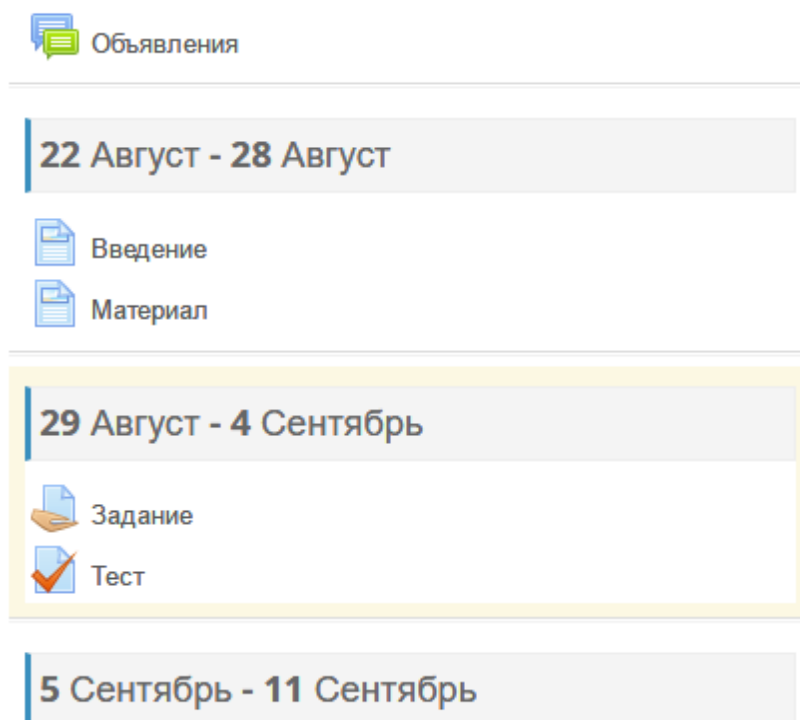 Объявления
22 Август - 28 Август
Введение
Материал
29 Август - 4 Сентябрь
Задание
Тест
5 Сентябрь - 11 Сентябрь